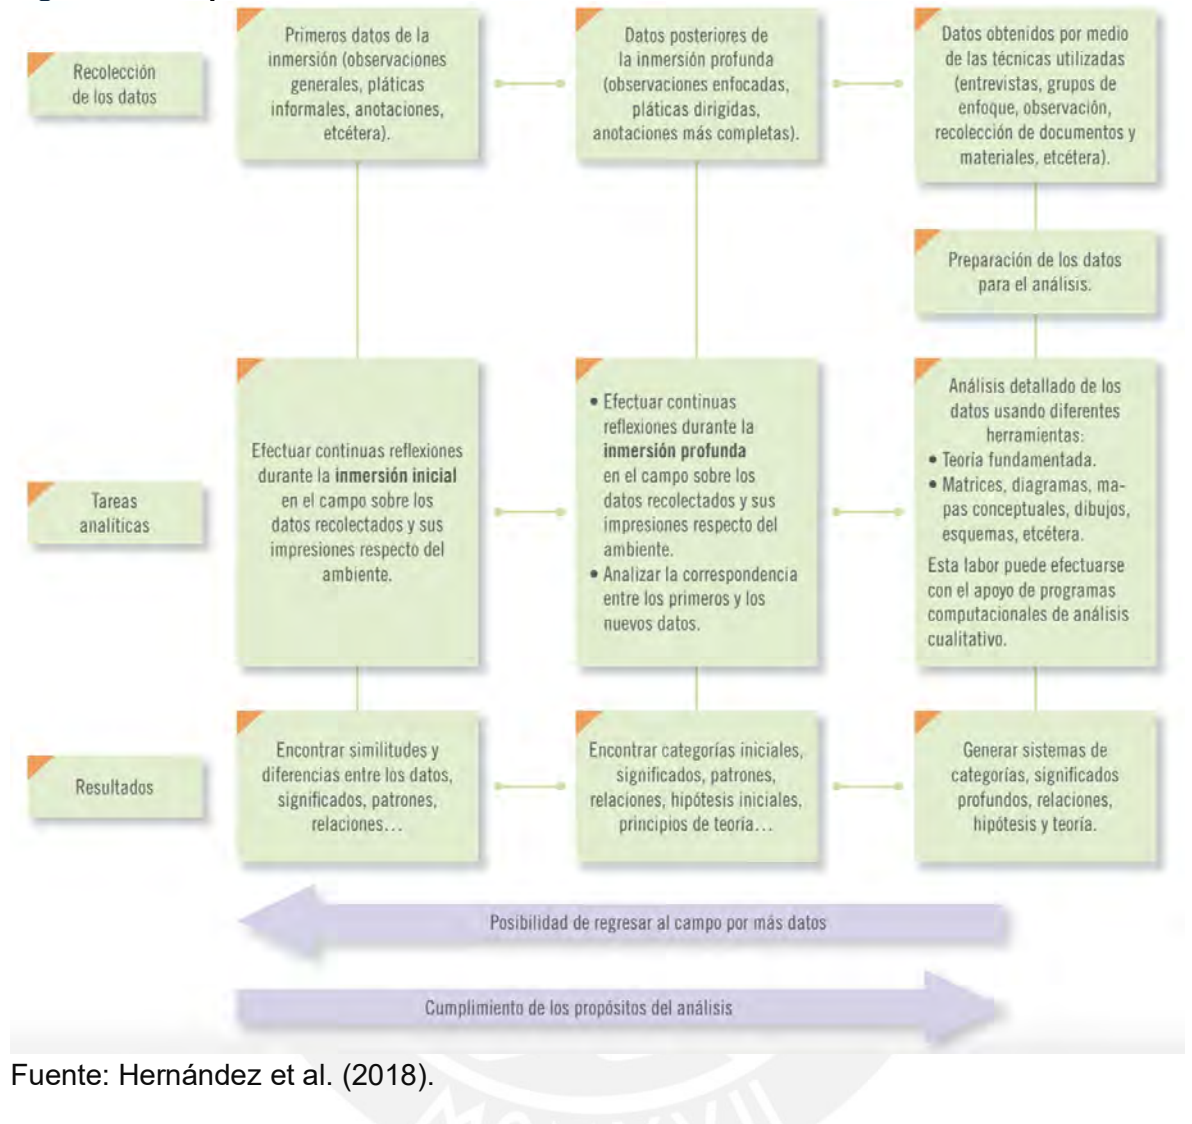 Recolección
de los datos
Primeros datos de la
inmersión (observaciones
generales, pláticas
informales, anotaciones,
etcétera).
Datos posteriores de
la inmersión profunda
(observaciones enfocadas,
pláticas dirigidas,
anotaciones más completas).
Datos obtenidos por medio
de las técnicas utilizadas
(entrevistas, grupos de
enfoque, observación,
recolección de documentos y
materiales, etcétera).
Preparación de los datos
para el análisis.
Tareas
analíticas
Efectuar continuas reflexiones
durante la inmersión inicial
en el campo sobre los
datos recolectados y sus
impresiones respecto del
ambiente.
• Efectuar continuas
reflexiones durante la
inmersión profunda
en el campo sobre los
datos recolectados y sus
impresiones respecto del
ambiente.
• Analizar la correspondencia
entre los primeros y los
nuevos datos.
Análisis detallado de los
datos usando diferentes
herramientas:
• Teoría fundamentada.
• Matrices, diagramas, ma-
pas conceptuales, dibujos,
esquemas, etcétera.
Esta labor puede efectuarse
con el apoyo de programas
computacionales de análisis
cualitativo.
Resultados
Encontrar similitudes y
diferencias entre los datos,
significados, patrones,
relaciones...
Encontrar categorías iniciales,
significados, patrones,
relaciones, hipótesis iniciales,
principios de teoría...
Generar sistemas de
categorías, significados
profundos, relaciones,
hipótesis y teoría.
Posibilidad de regresar al campo por más datos
Cumplimiento de los propósitos del análisis
Fuente: Hernández et al. (2018).